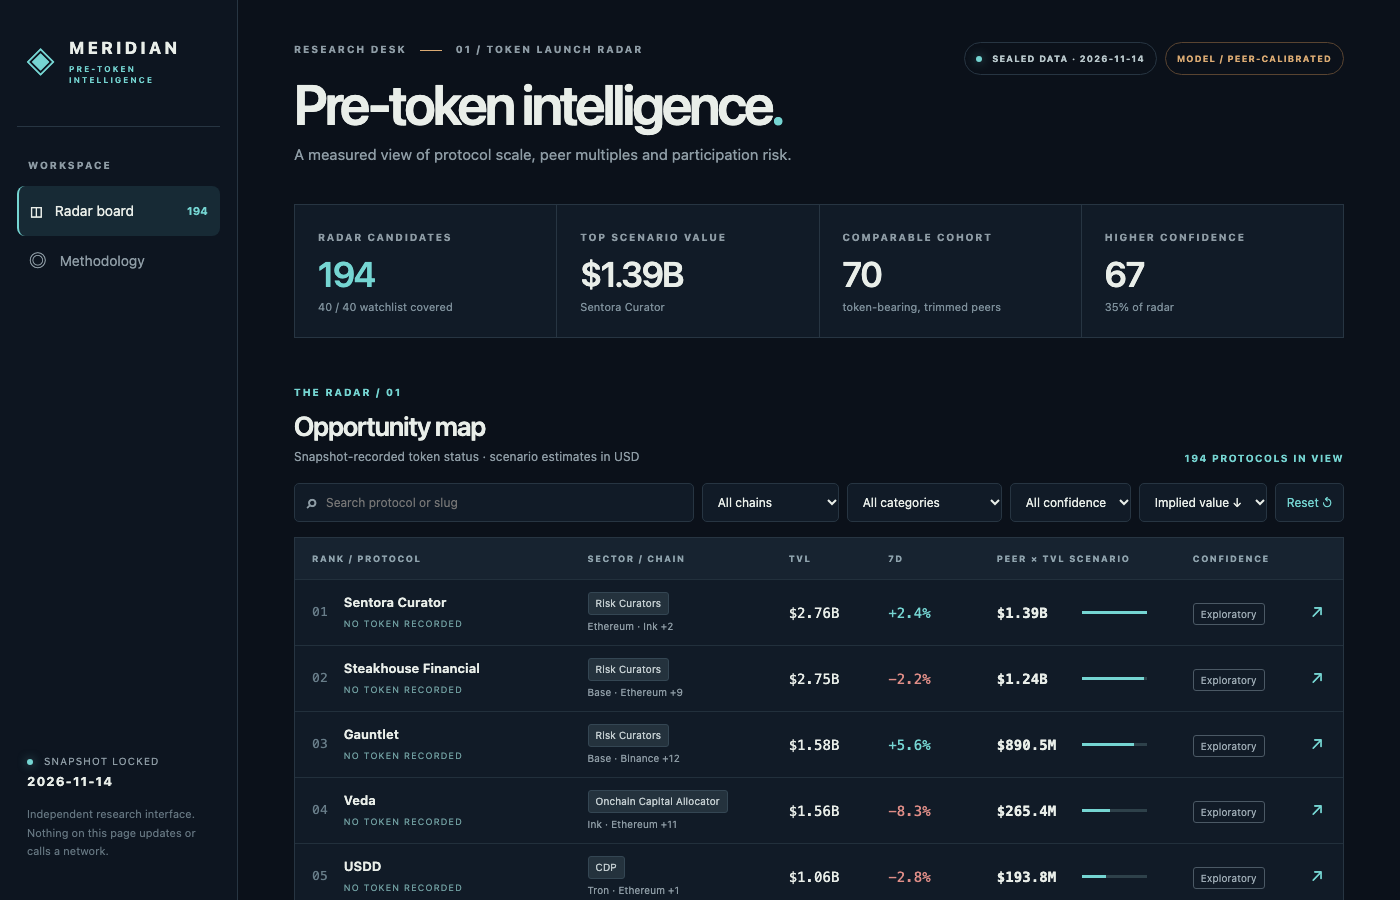 MERIDIAN
PRE-TOKEN
INTELLIGENCE
WORKSPACE
Radar board 194
Methodology
SNAPSHOT LOCKED
2026-11-14
Independent research interface.
Nothing on this page updates or
calls a network.
RESEARCH DESK — 01 / TOKEN LAUNCH RADAR
SEALED DATA · 2026-11-14
MODEL / PEER-CALIBRATED
Pre-token intelligence.
A measured view of protocol scale, peer multiples and participation risk.
RADAR CANDIDATES
194
40 / 40 watchlist covered
TOP SCENARIO VALUE
$1.39B
Sentora Curator
COMPARABLE COHORT
70
token-bearing, trimmed peers
HIGHER CONFIDENCE
67
35% of radar
THE RADAR / 01
Opportunity map
Snapshot-recorded token status · scenario estimates in USD
194 PROTOCOLS IN VIEW
Search protocol or slug
All chains
All categories
All confidence
Implied value ↓
Reset ↺
RANK / PROTOCOL SECTOR / CHAIN TVL 7D PEER × TVL SCENARIO CONFIDENCE
01 Sentora Curator Risk Curators $2.76B +2.4% $1.39B Exploratory ↗
NO TOKEN RECORDED Ethereum · Ink +2
02 Steakhouse Financial Risk Curators $2.75B −2.2% $1.24B Exploratory ↗
NO TOKEN RECORDED Base · Ethereum +9
03 Gauntlet Risk Curators $1.58B +5.6% $890.5M Exploratory ↗
NO TOKEN RECORDED Base · Binance +12
04 Veda Onchain Capital Allocator $1.56B −8.3% $265.4M Exploratory ↗
NO TOKEN RECORDED Ink · Ethereum +11
05 USDD CDP $1.06B −2.8% $193.8M Exploratory ↗
NO TOKEN RECORDED Tron · Ethereum +1